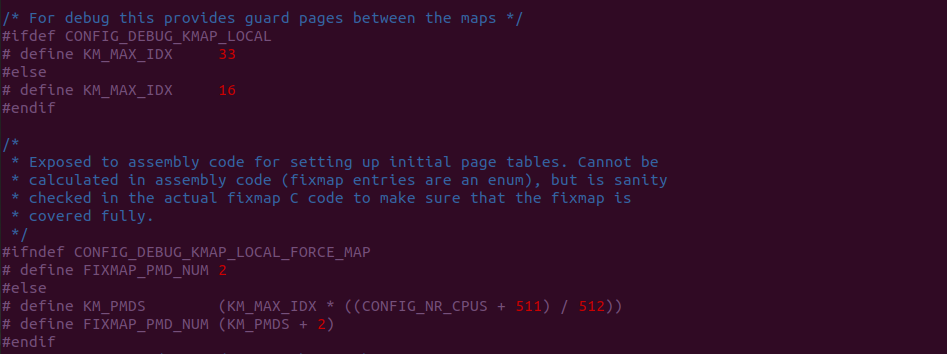 /* For debug this provides guard pages between the maps */
#ifdef CONFIG_DEBUG_KMAP_LOCAL
# define KM_MAX_IDX     33
#else
# define KM_MAX_IDX     16
#endif

/*
 * Exposed to assembly code for setting up initial page tables. Cannot be
 * calculated in assembly code (fixmap entries are an enum), but is sanity
 * checked in the actual fixmap C code to make sure that the fixmap is
 * covered fully.
 */
#ifndef CONFIG_DEBUG_KMAP_LOCAL_FORCE_MAP
# define FIXMAP_PMD_NUM 2
#else
# define KM_PMDS        (KM_MAX_IDX * ((CONFIG_NR_CPUS + 511) / 512))
# define FIXMAP_PMD_NUM (KM_PMDS + 2)
#endif